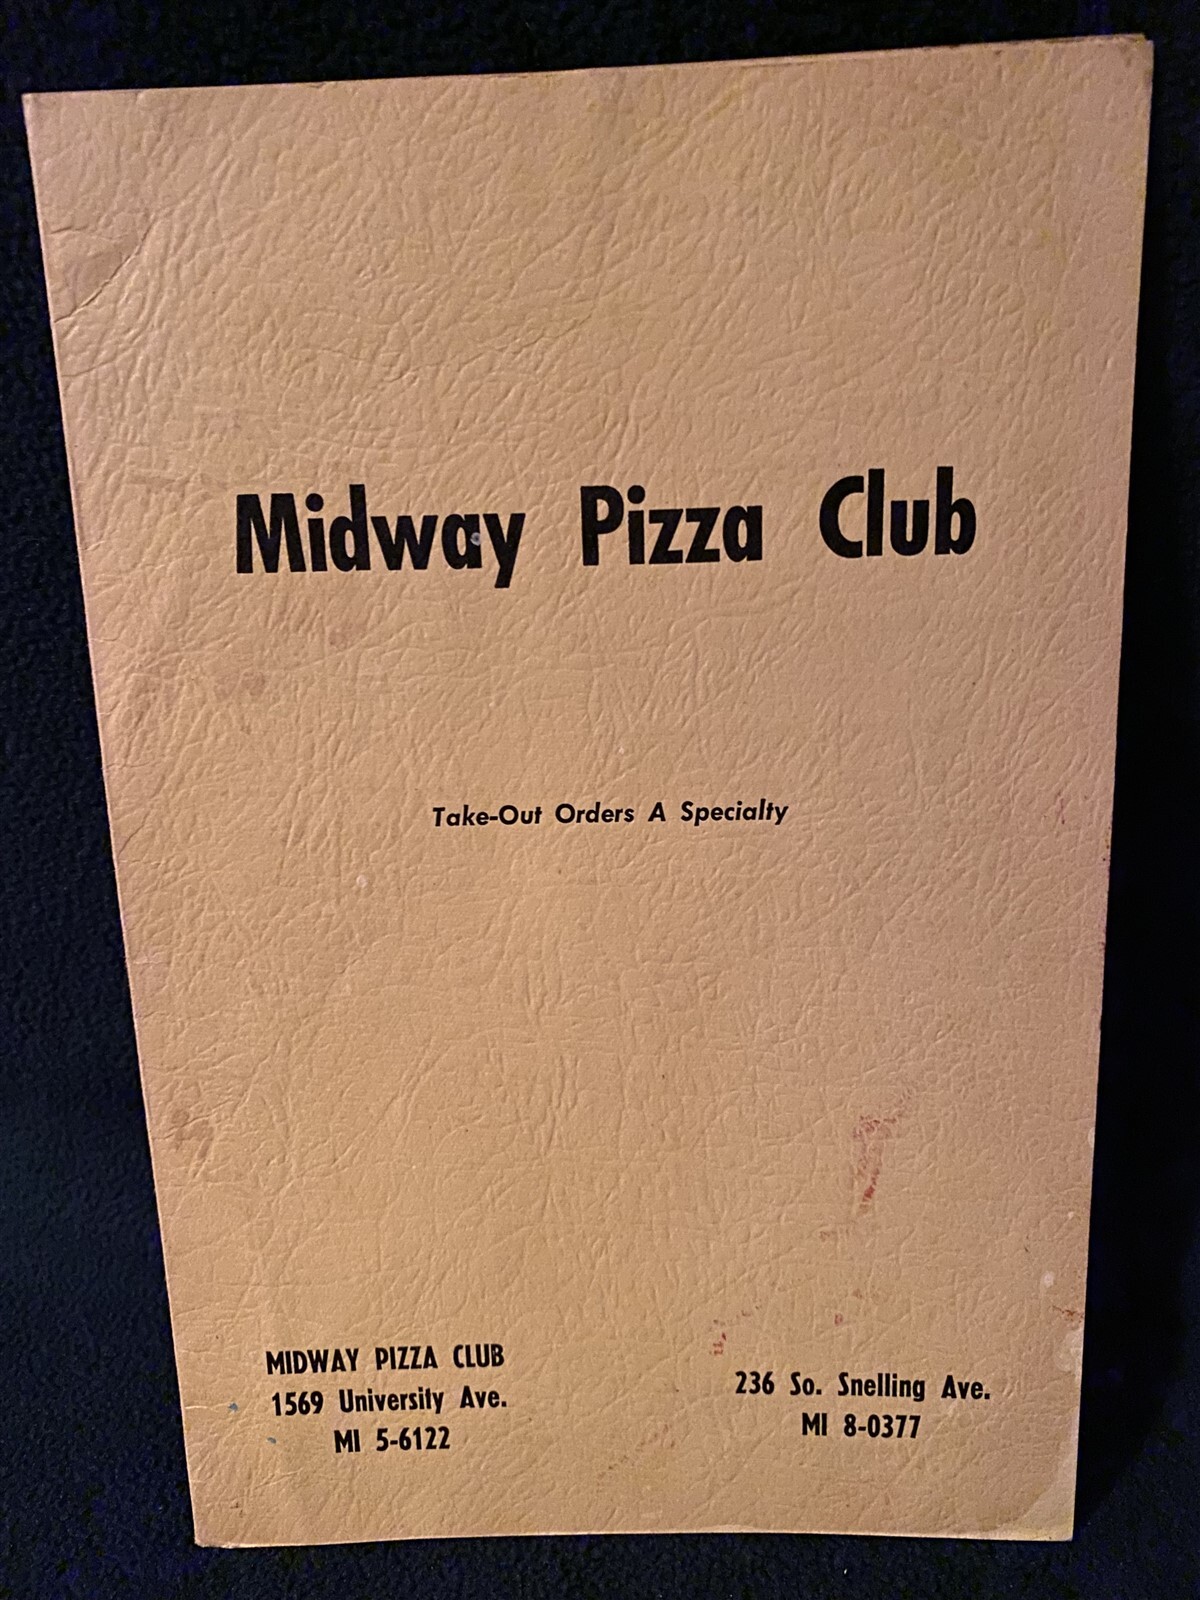 Midway Pizza Club
Take-Out Orders A Specialty
MIDWAY PIZZA CLUB
1569 University Ave.
MI 5-6122
236 So. Snelling Ave.
MI 8-0377